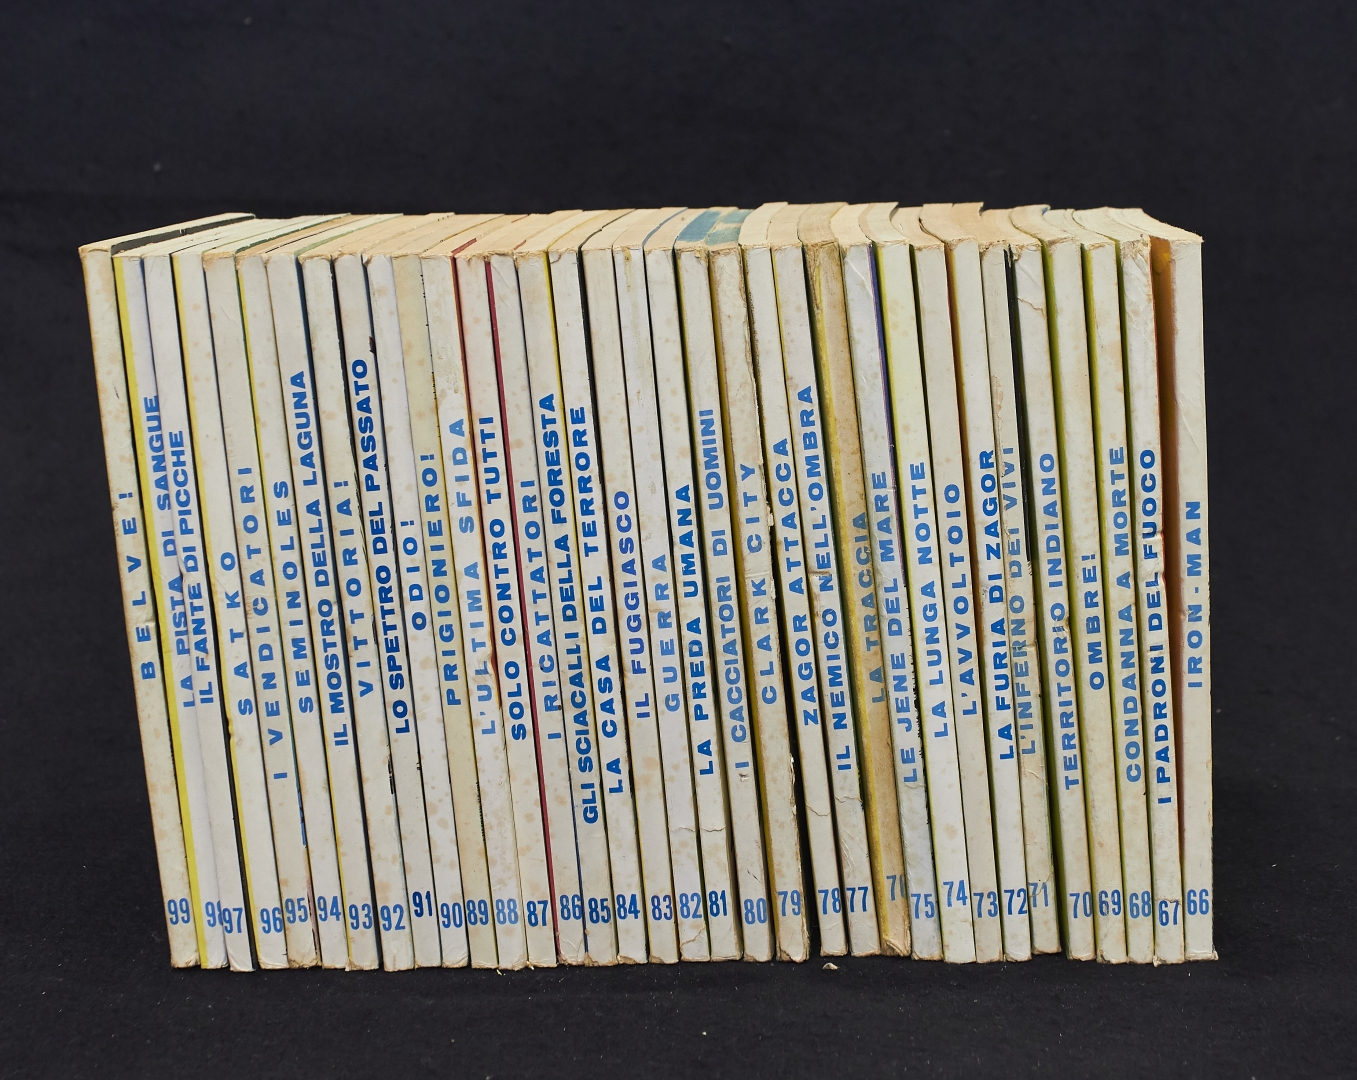 BELVE!
99
LA PISTA DI SANGUE
98
IL FANTE DI PICCHE
97
SATKO
96
I VENDICATORI
95
SEMINOLES
94
IL MOSTRO DELLA LAGUNA
93
VITTORIA!
92
LO SPETTRO DEL PASSATO
91
ODIO!
90
PRIGIONIERO!
89
L'ULTIMA SFIDA
88
SOLO CONTRO TUTTI
87
I RICATTATORI
86
GLI SCIACALLI DELLA FORESTA
85
LA CASA DEL TERRORE
84
IL FUGGIASCO
83
GUERRA
82
LA PREDA UMANA
81
I CACCIATORI DI UOMINI
80
CLARK CITY
79
ZAGOR ATTACCA
78
IL NEMICO NELL'OMBRA
77
LA TRACCIA
76
LE JENE DEL MARE
75
LA LUNGA NOTTE
74
L'AVVOLTOIO
73
LA FURIA DI ZAGOR
72
L'INFERNO DEI VIVI
71
TERRITORIO INDIANO
70
OMBRE!
69
CONDANNA A MORTE
68
I PADRONI DEL FUOCO
67
IRON-MAN
66